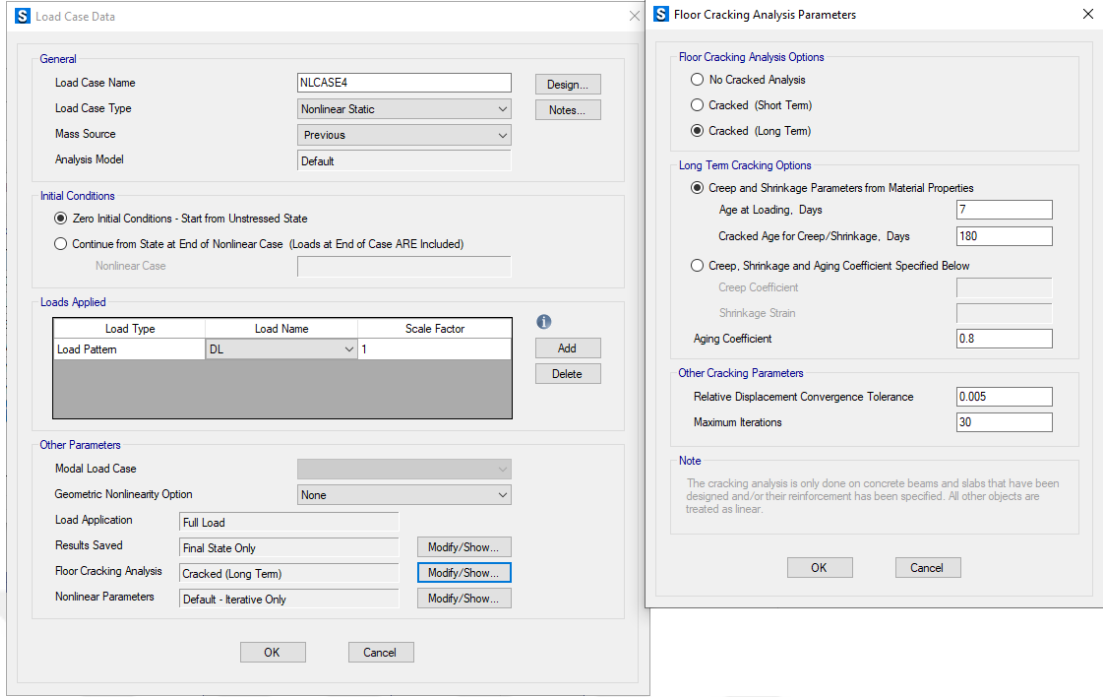 S Load Case Data
General
Load Case Name NLCASE4 Design...
Load Case Type Nonlinear Static Notes...
Mass Source Previous
Analysis Model Default
Initial Conditions
Zero Initial Conditions - Start from Unstressed State
Continue from State at End of Nonlinear Case (Loads at End of Case ARE Included)
Nonlinear Case
Loads Applied
Load Type Load Name Scale Factor
Load Pattern DL 1
i
Add
Delete
Other Parameters
Modal Load Case
Geometric Nonlinearity Option None
Load Application Full Load
Results Saved Final State Only Modify/Show...
Floor Cracking Analysis Cracked (Long Term) Modify/Show...
Nonlinear Parameters Default - Iterative Only Modify/Show...
OK Cancel
S Floor Cracking Analysis Parameters
Floor Cracking Analysis Options
No Cracked Analysis
Cracked (Short Term)
Cracked (Long Term)
Long Term Cracking Options
Creep and Shrinkage Parameters from Material Properties
Age at Loading, Days 7
Cracked Age for Creep/Shrinkage, Days 180
Creep, Shrinkage and Aging Coefficient Specified Below
Creep Coefficient
Shrinkage Strain
Aging Coefficient 0.8
Other Cracking Parameters
Relative Displacement Convergence Tolerance 0.005
Maximum Iterations 30
Note
The cracking analysis is only done on concrete beams and slabs that have been
designed and/or their reinforcement has been specified. All other objects are
treated as linear.
OK Cancel